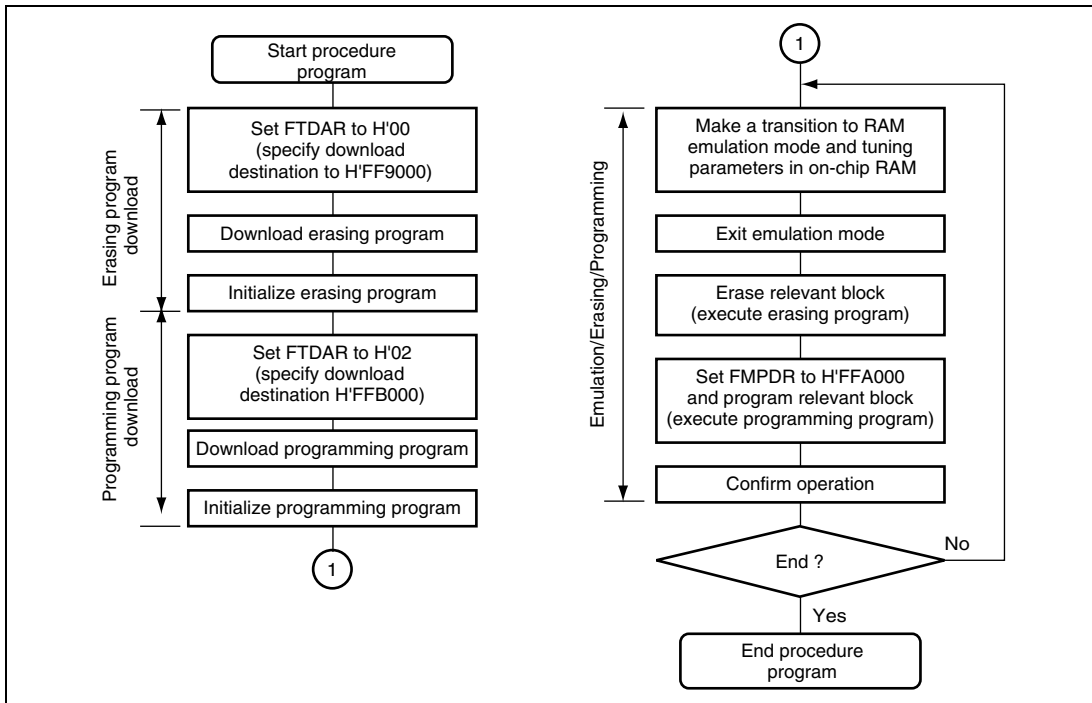 Start procedure
program
Erasing program
download
Set FTDAR to H'00
(specify download
destination to H'FF9000)
Download erasing program
Initialize erasing program
Programming program
download
Set FTDAR to H'02
(specify download
destination H'FFB000)
Download programming program
Initialize programming program
1
1
Emulation/Erasing/Programming
Make a transition to RAM
emulation mode and tuning
parameters in on-chip RAM
Exit emulation mode
Erase relevant block
(execute erasing program)
Set FMPDR to H'FFA000
and program relevant block
(execute programming program)
Confirm operation
End ?
No
Yes
End procedure
program